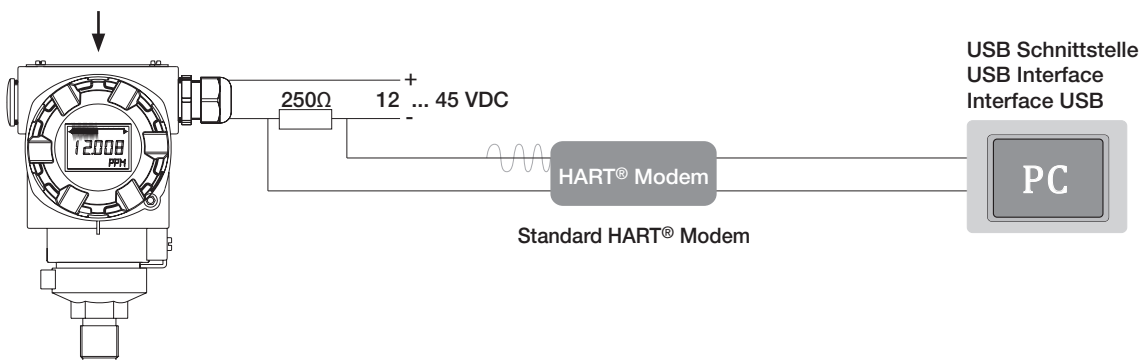 USB Schnittstelle
USB Interface
Interface USB
+
250Ω 12 ... 45 VDC
-
12.008
PPM
HART® Modem
PC
Standard HART® Modem